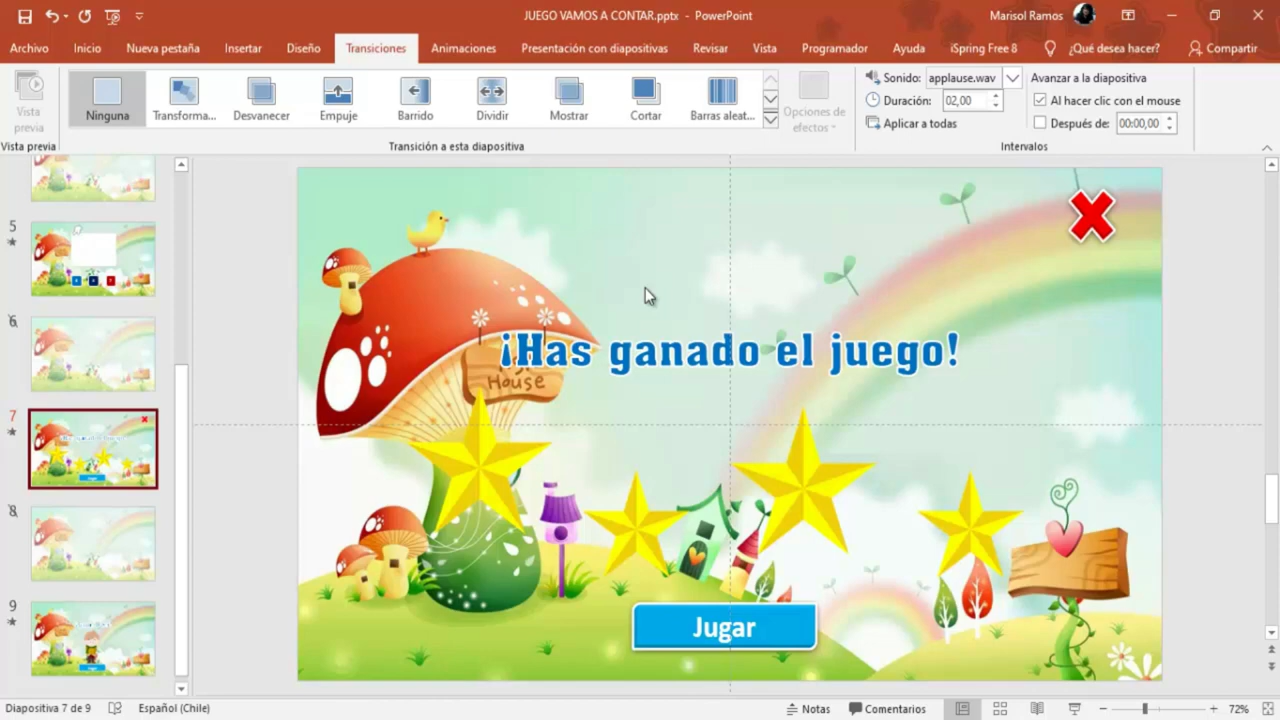 JUEGO VAMOS A CONTAR.pptx - PowerPoint
Marisol Ramos
Archivo Inicio Nueva pestaña Insertar Diseño Transiciones Animaciones Presentación con diapositivas Revisar Vista Programador Ayuda iSpring Free 8 ¿Qué desea hacer? Compartir
Vista previa
Ninguna Transforma... Desvanecer Empuje Barrido Dividir Mostrar Cortar Barras aleat...
Opciones de efectos
Sonido: applause.wav
Duración: 02,00
Aplicar a todas
Avanzar a la diapositiva
Al hacer clic con el mouse
Después de: 00:00,00
Vista previa
Transición a esta diapositiva
Intervalos
5
6
7
8
9
¡Has ganado el juego!
House
Jugar
Diapositiva 7 de 9 Español (Chile) Notas Comentarios 72%